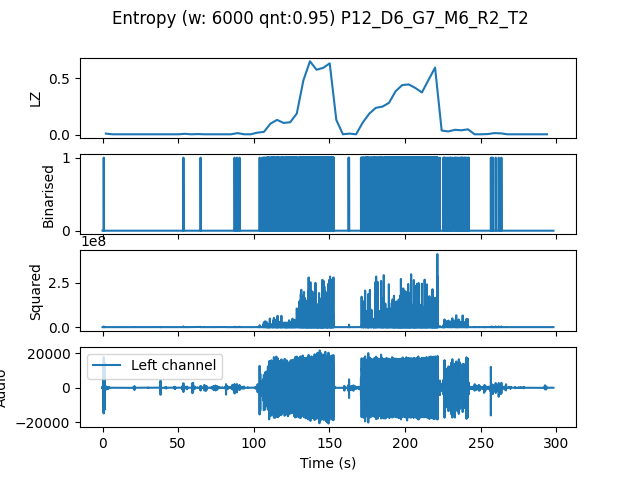 Entropy (w: 6000 qnt:0.95) P12_D6_G7_M6_R2_T2
LZ
0.5
0.0
Binarised
1
0
1e8
Squared
2.5
0.0
Audio
20000
0
−20000
Left channel
0 50 100 150 200 250 300
Time (s)